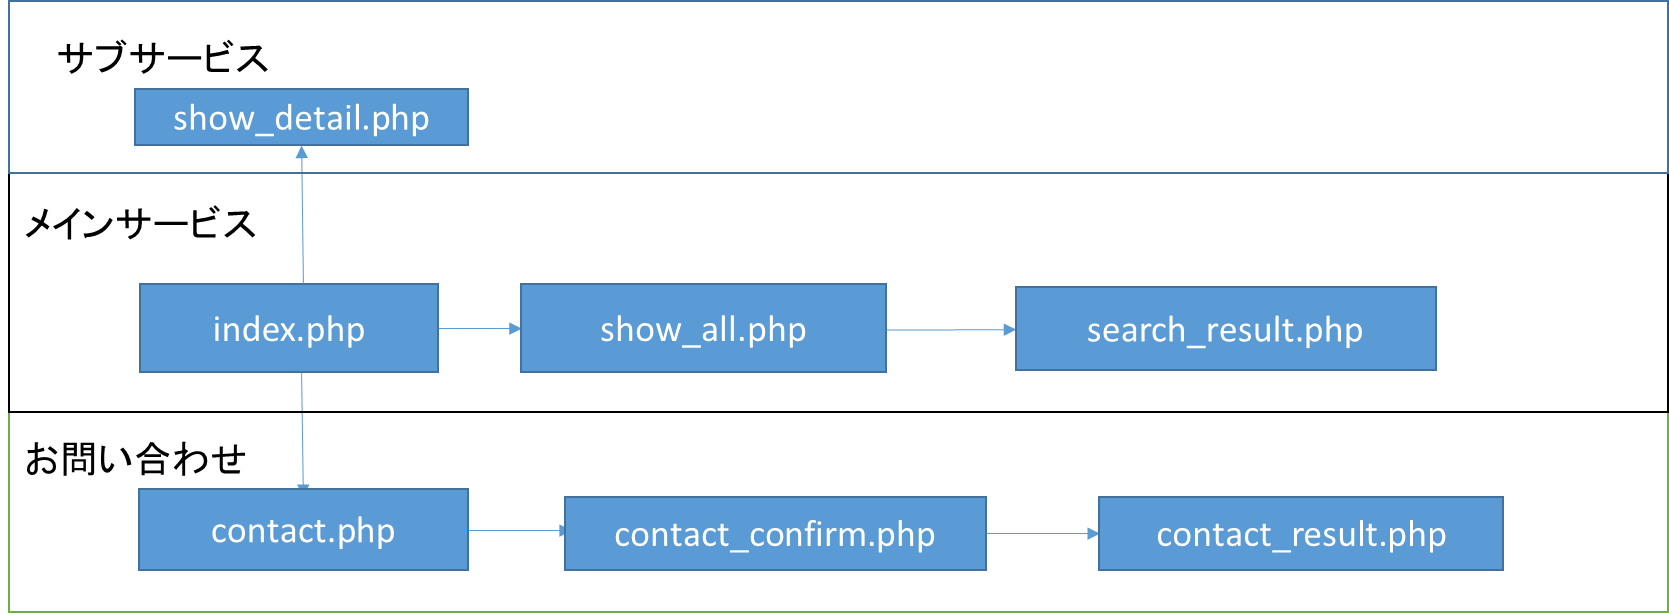 サブサービス
show_detail.php
メインサービス
index.php
show_all.php
search_result.php
お問い合わせ
contact.php
contact_confirm.php
contact_result.php